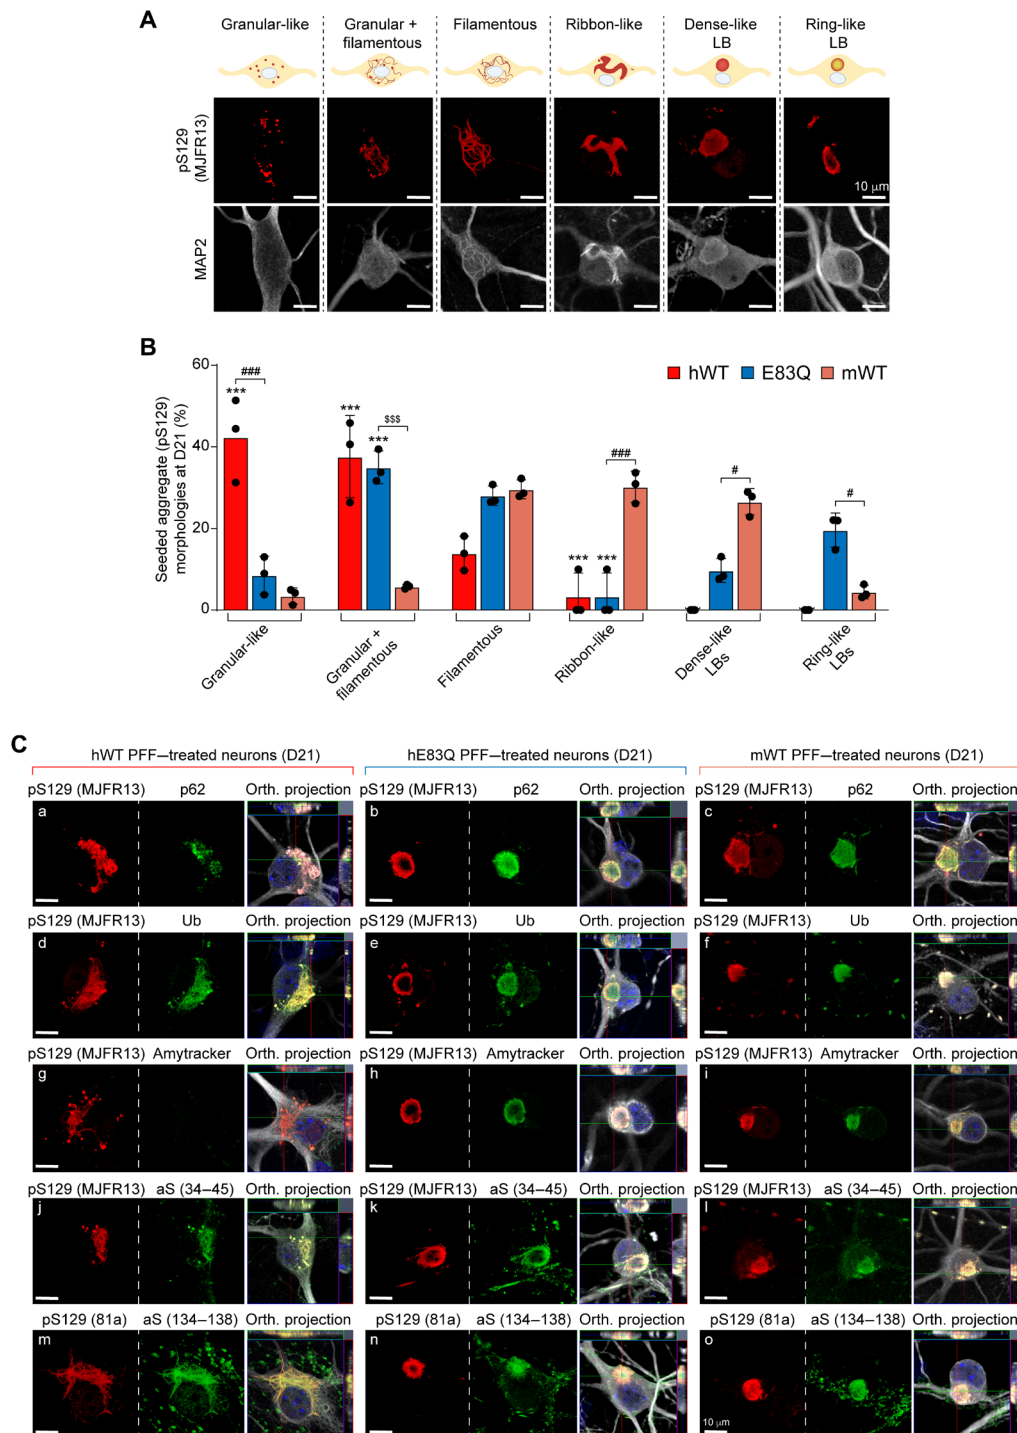 A
Granular-like
Granular +
filamentous
Filamentous
Ribbon-like
Dense-like
LB
Ring-like
LB
pS129
(MJFR13)
10 µm
MAP2
B
Seeded aggregate (pS129)
morphologies at D21 (%)
60
40
20
0
hWT
E83Q
mWT
***
###
***
***
$$$
***
***
###
#
#
Granular-like
Granular +
filamentous
Filamentous
Ribbon-like
Dense-like
LBs
Ring-like
LBs
C
hWT PFF—treated neurons (D21)
hE83Q PFF—treated neurons (D21)
mWT PFF—treated neurons (D21)
pS129 (MJFR13) p62 Orth. projection
pS129 (MJFR13) p62 Orth. projection
pS129 (MJFR13) p62 Orth. projection
a
b
c
pS129 (MJFR13) Ub Orth. projection
pS129 (MJFR13) Ub Orth. projection
pS129 (MJFR13) Ub Orth. projection
d
e
f
pS129 (MJFR13) Amytracker Orth. projection
pS129 (MJFR13) Amytracker Orth. projection
pS129 (MJFR13) Amytracker Orth. projection
g
h
i
pS129 (MJFR13) aS (34–45) Orth. projection
pS129 (MJFR13) aS (34–45) Orth. projection
pS129 (MJFR13) aS (34–45) Orth. projection
j
k
l
pS129 (81a) aS (134–138) Orth. projection
pS129 (81a) aS (134–138) Orth. projection
pS129 (81a) aS (134–138) Orth. projection
m
n
o
10 µm